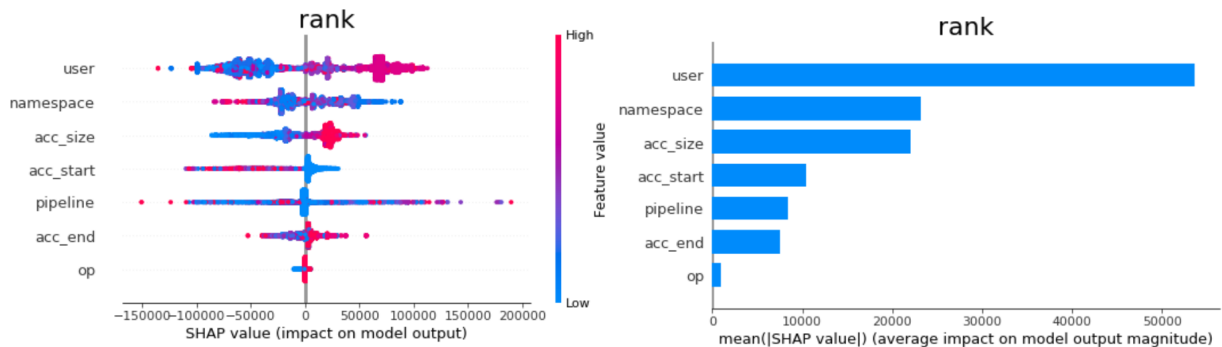 rank
High
user
namespace
acc_size
acc_start
pipeline
acc_end
op
Low
Feature value
−150000 −100000 −50000 0 50000 100000 150000 200000
SHAP value (impact on model output)
rank
user
namespace
acc_size
acc_start
pipeline
acc_end
op
0 10000 20000 30000 40000 50000
mean(|SHAP value|) (average impact on model output magnitude)